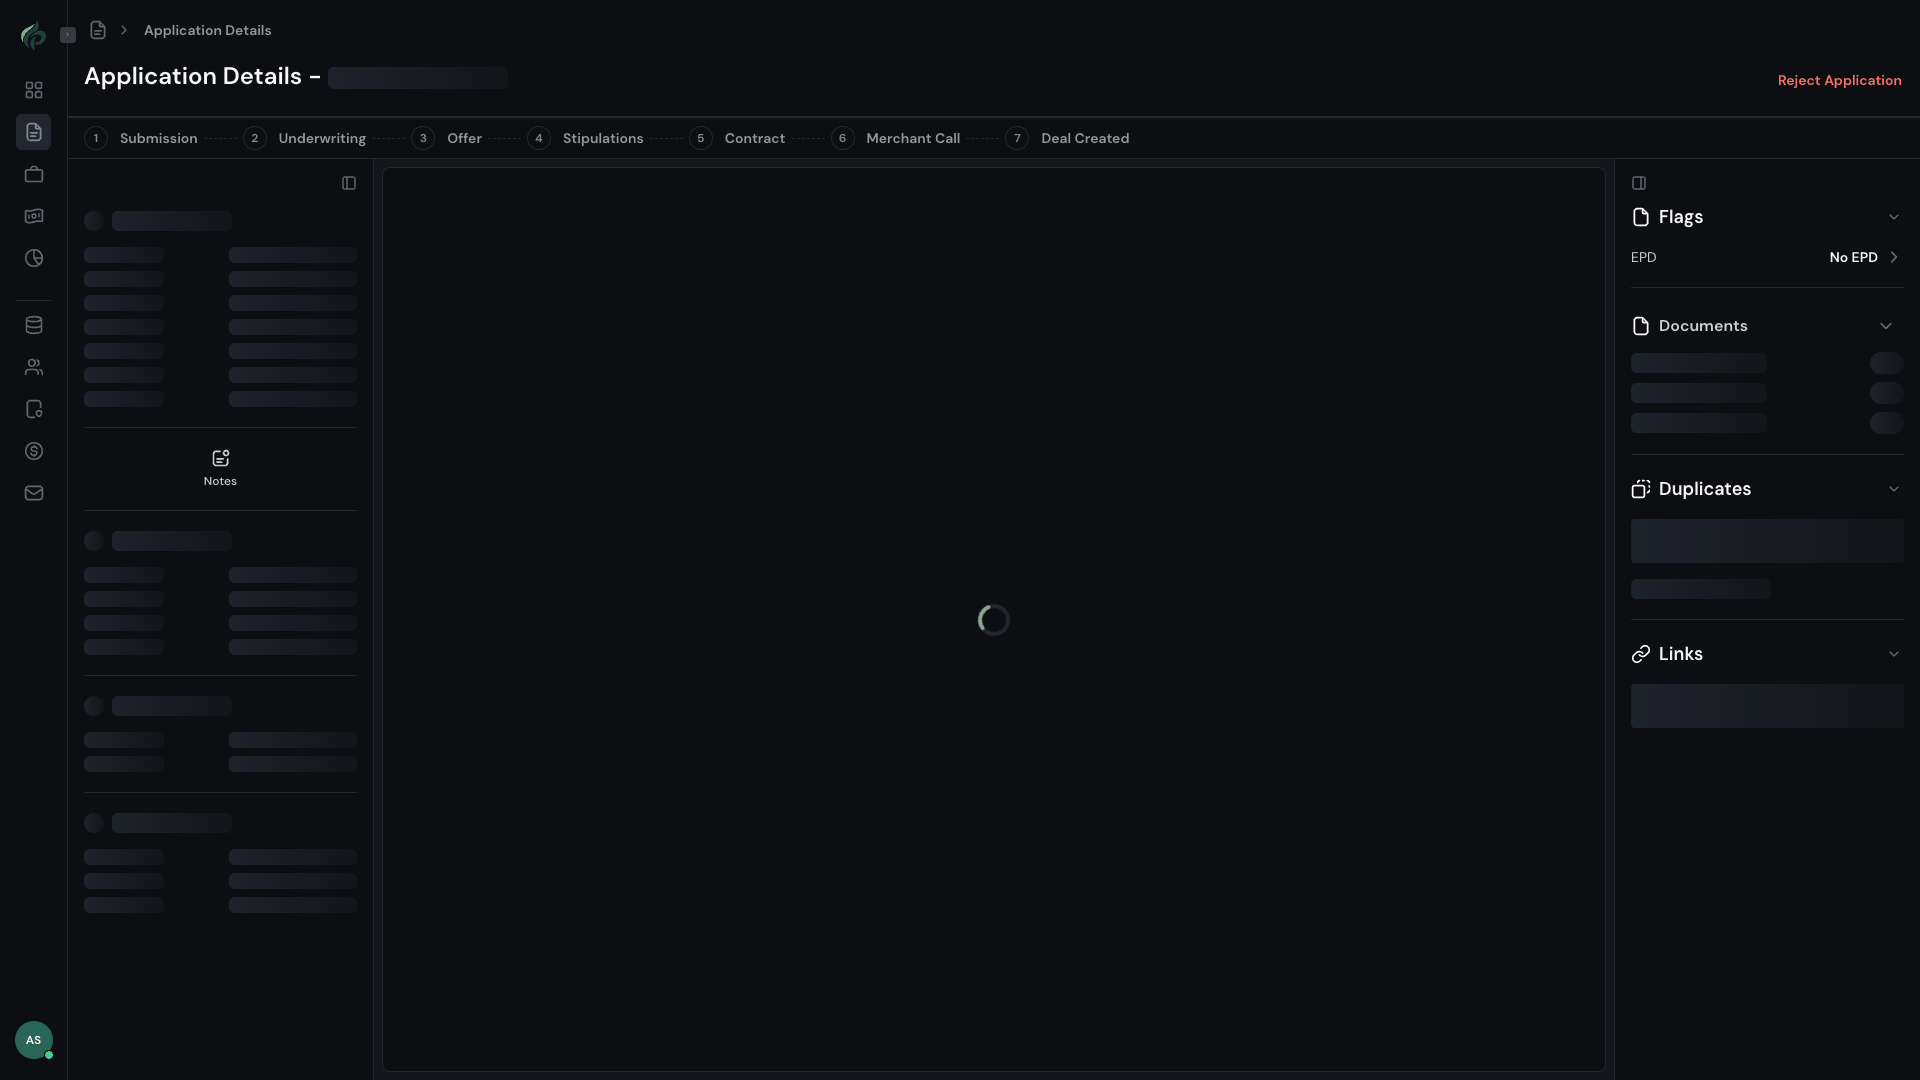 Application Details
Application Details –
Reject Application
1 Submission 2 Underwriting 3 Offer 4 Stipulations 5 Contract 6 Merchant Call 7 Deal Created
Notes
Flags
EPD No EPD
Documents
Duplicates
Links
AS